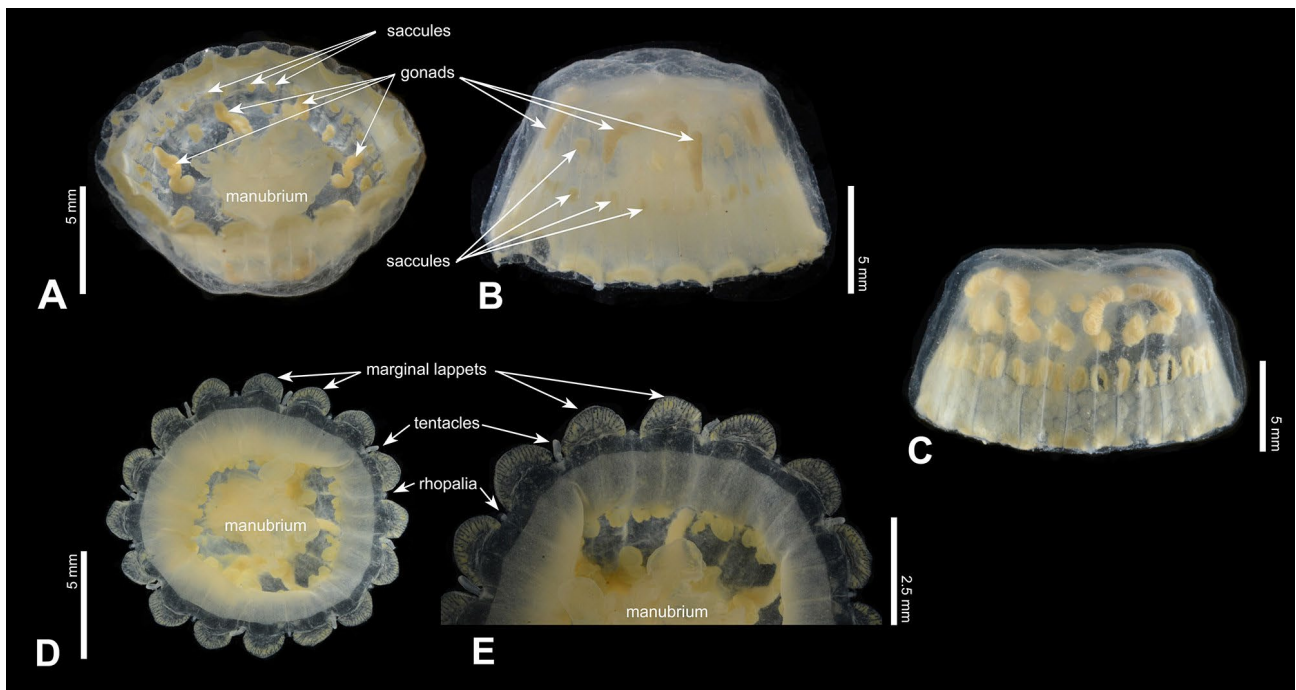 saccules
gonads
manubrium
5 mm
A
saccules
B
5 mm
C
5 mm
marginal lappets
tentacles
rhopalia
manubrium
5 mm
D
manubrium
2.5 mm
E